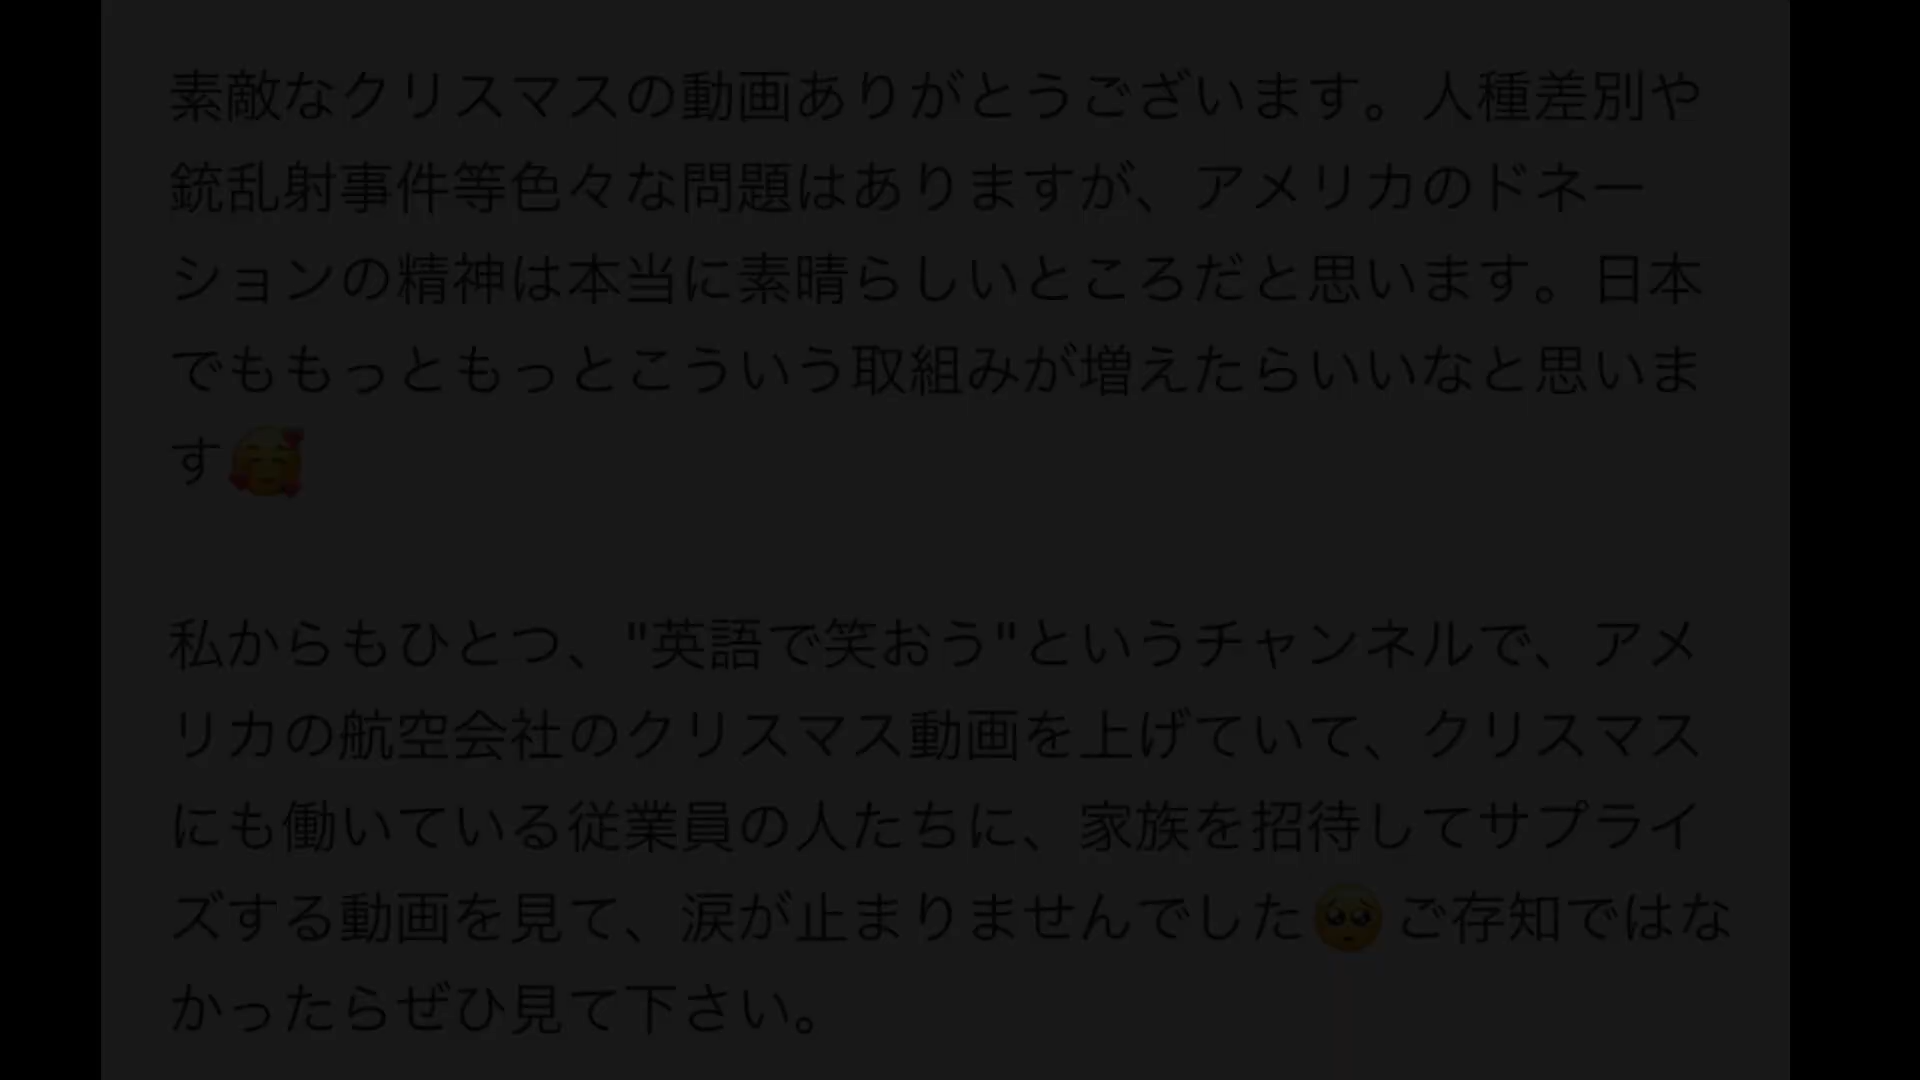 素敵なクリスマスの動画ありがとうございます。人種差別や
銃乱射事件等色々な問題はありますが、アメリカのドネー
ションの精神は本当に素晴らしいところだと思います。日本
でももっともっとこういう取組みが増えたらいいなと思いま
す🥰
私からもひとつ、"英語で笑おう"というチャンネルで、アメ
リカの航空会社のクリスマス動画を上げていて、クリスマス
にも働いている従業員の人たちに、家族を招待してサプライ
ズする動画を見て、涙が止まりませんでした🥺ご存知ではな
かったらぜひ見て下さい。